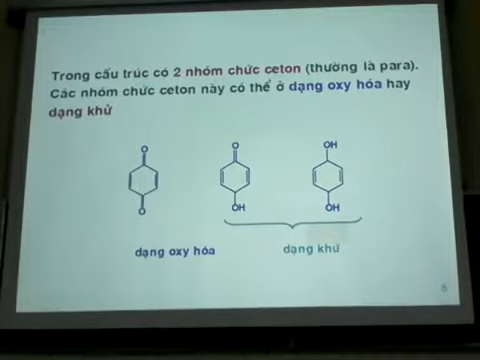 Trong cấu trúc có 2 nhóm chức ceton (thường là para).
Các nhóm chức ceton này có thể ở dạng oxy hóa hay
dạng khử
O
O
O
OH
OH
OH
dạng oxy hóa
dạng khử
5